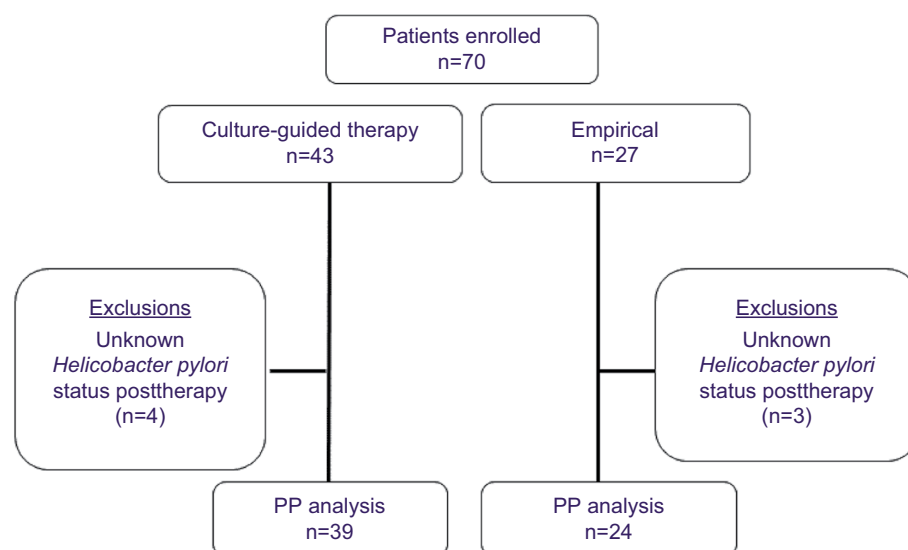 Patients enrolled
n=70
Culture-guided therapy
n=43
Empirical
n=27
Exclusions
Unknown
Helicobacter pylori
status posttherapy
(n=4)
Exclusions
Unknown
Helicobacter pylori
status posttherapy
(n=3)
PP analysis
n=39
PP analysis
n=24